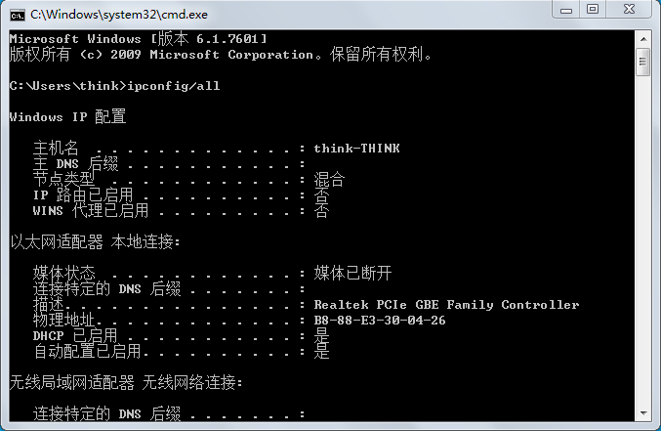 C:\Windows\system32\cmd.exe
Microsoft Windows [版本 6.1.7601]
版权所有 (c) 2009 Microsoft Corporation。保留所有权利。
C:\Users\think>ipconfig/all
Windows IP 配置
主机名 . . . . . . . . . . . . . : think-THINK
主 DNS 后缀 . . . . . . . . . . . :
节点类型 . . . . . . . . . . . . : 混合
IP 路由已启用 . . . . . . . . . . : 否
WINS 代理已启用 . . . . . . . . . : 否
以太网适配器 本地连接:
媒体状态 . . . . . . . . . . . . : 媒体已断开
连接特定的 DNS 后缀 . . . . . . . :
描述. . . . . . . . . . . . . . . : Realtek PCIe GBE Family Controller
物理地址. . . . . . . . . . . . . : B8-88-E3-30-04-26
DHCP 已启用 . . . . . . . . . . . : 是
自动配置已启用. . . . . . . . . . : 是
无线局域网适配器 无线网络连接:
连接特定的 DNS 后缀 . . . . . . . :